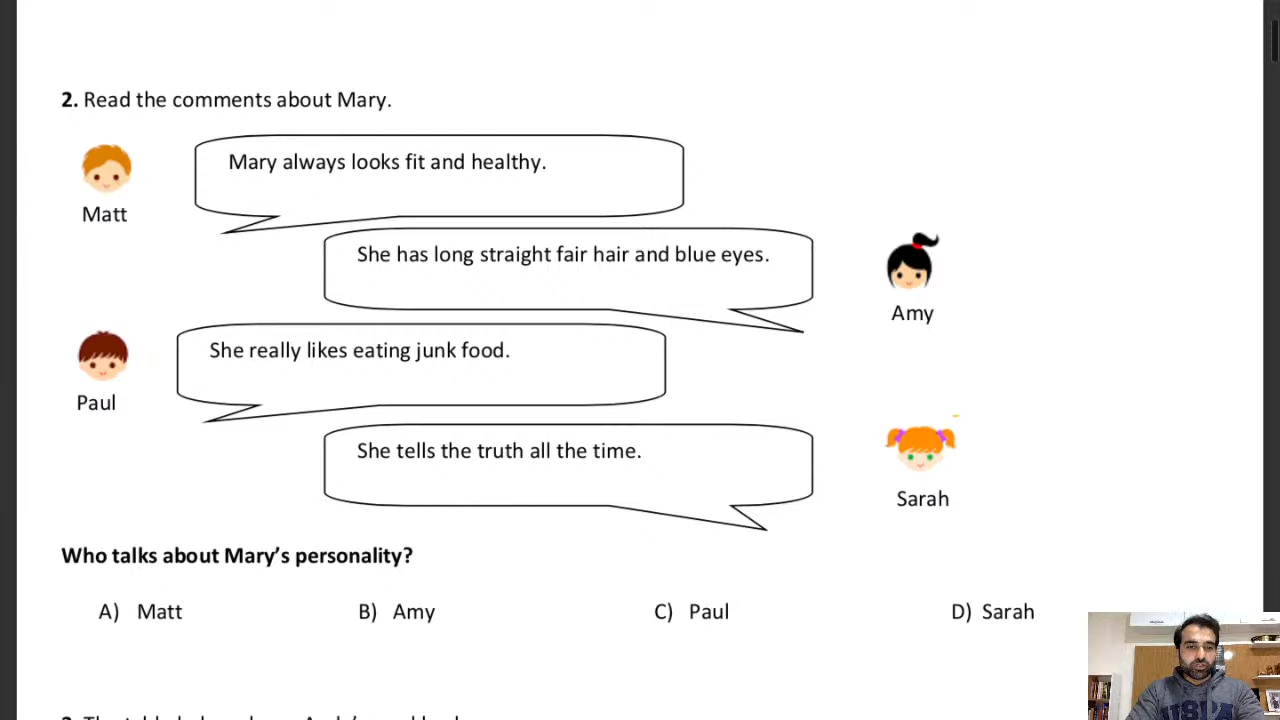 2. Read the comments about Mary.
Mary always looks fit and healthy.
Matt
She has long straight fair hair and blue eyes.
Amy
She really likes eating junk food.
Paul
She tells the truth all the time.
Sarah
Who talks about Mary’s personality?
A) Matt B) Amy C) Paul D) Sarah